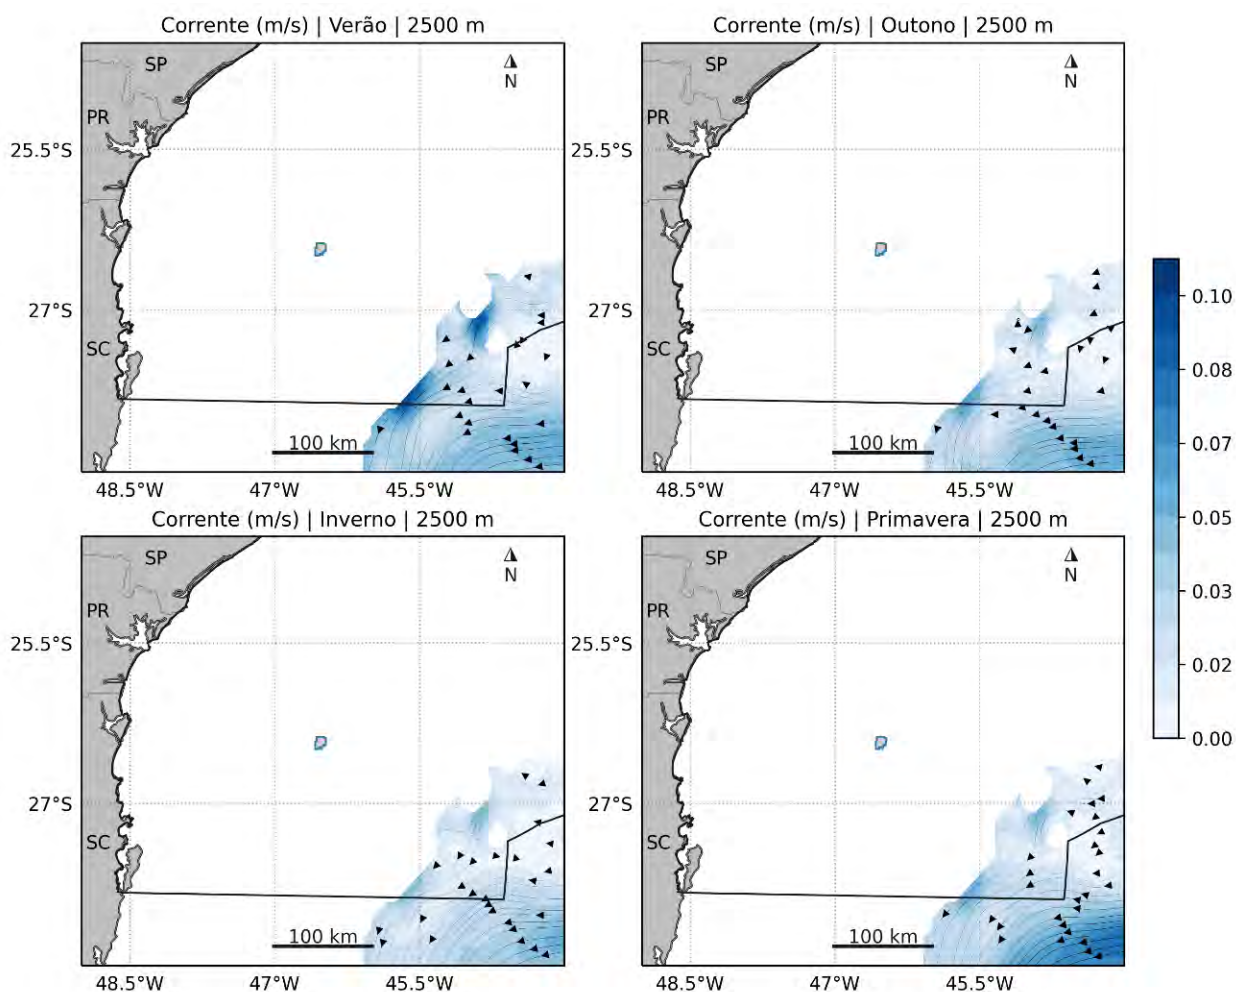 Corrente (m/s) | Verão | 2500 m
SP
N
PR
25.5°S
27°S
SC
100 km
48.5°W 47°W 45.5°W
Corrente (m/s) | Outono | 2500 m
SP
N
PR
25.5°S
27°S
SC
100 km
48.5°W 47°W 45.5°W
Corrente (m/s) | Inverno | 2500 m
SP
N
PR
25.5°S
27°S
SC
100 km
48.5°W 47°W 45.5°W
Corrente (m/s) | Primavera | 2500 m
SP
N
PR
25.5°S
27°S
SC
100 km
48.5°W 47°W 45.5°W
0.10
0.08
0.07
0.05
0.03
0.02
0.00